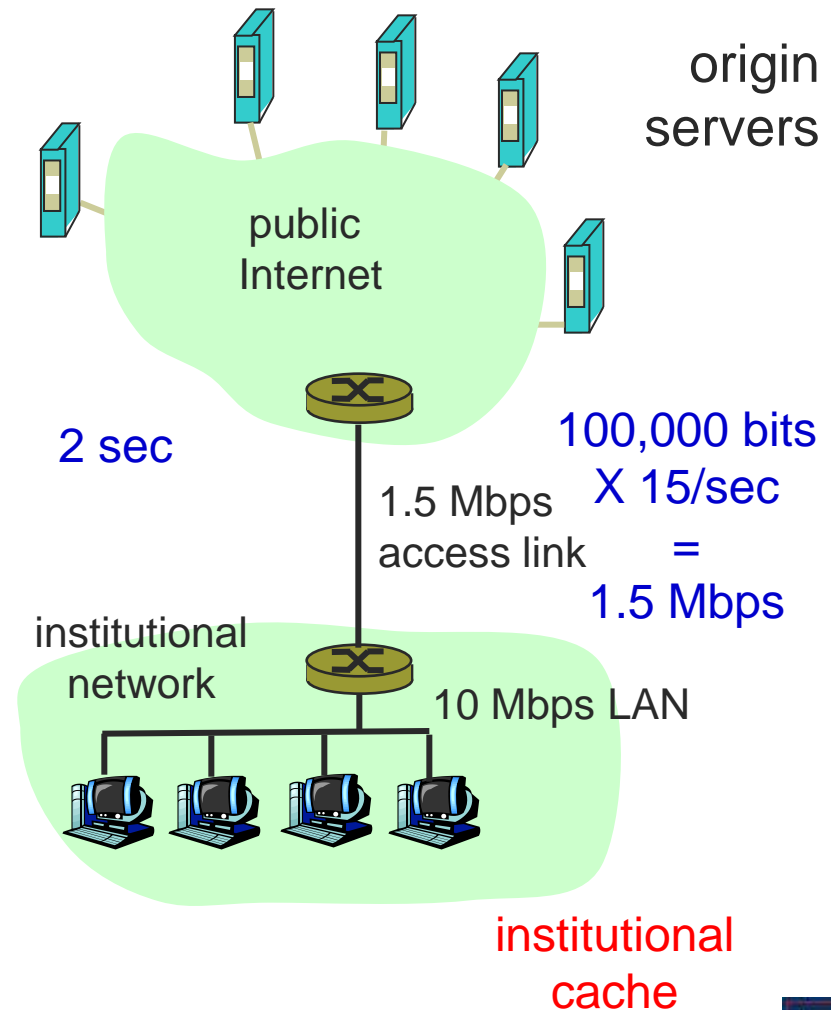 origin
servers
public
Internet
2 sec
100,000 bits
X 15/sec
=
1.5 Mbps
1.5 Mbps
access link
institutional
network
10 Mbps LAN
institutional
cache